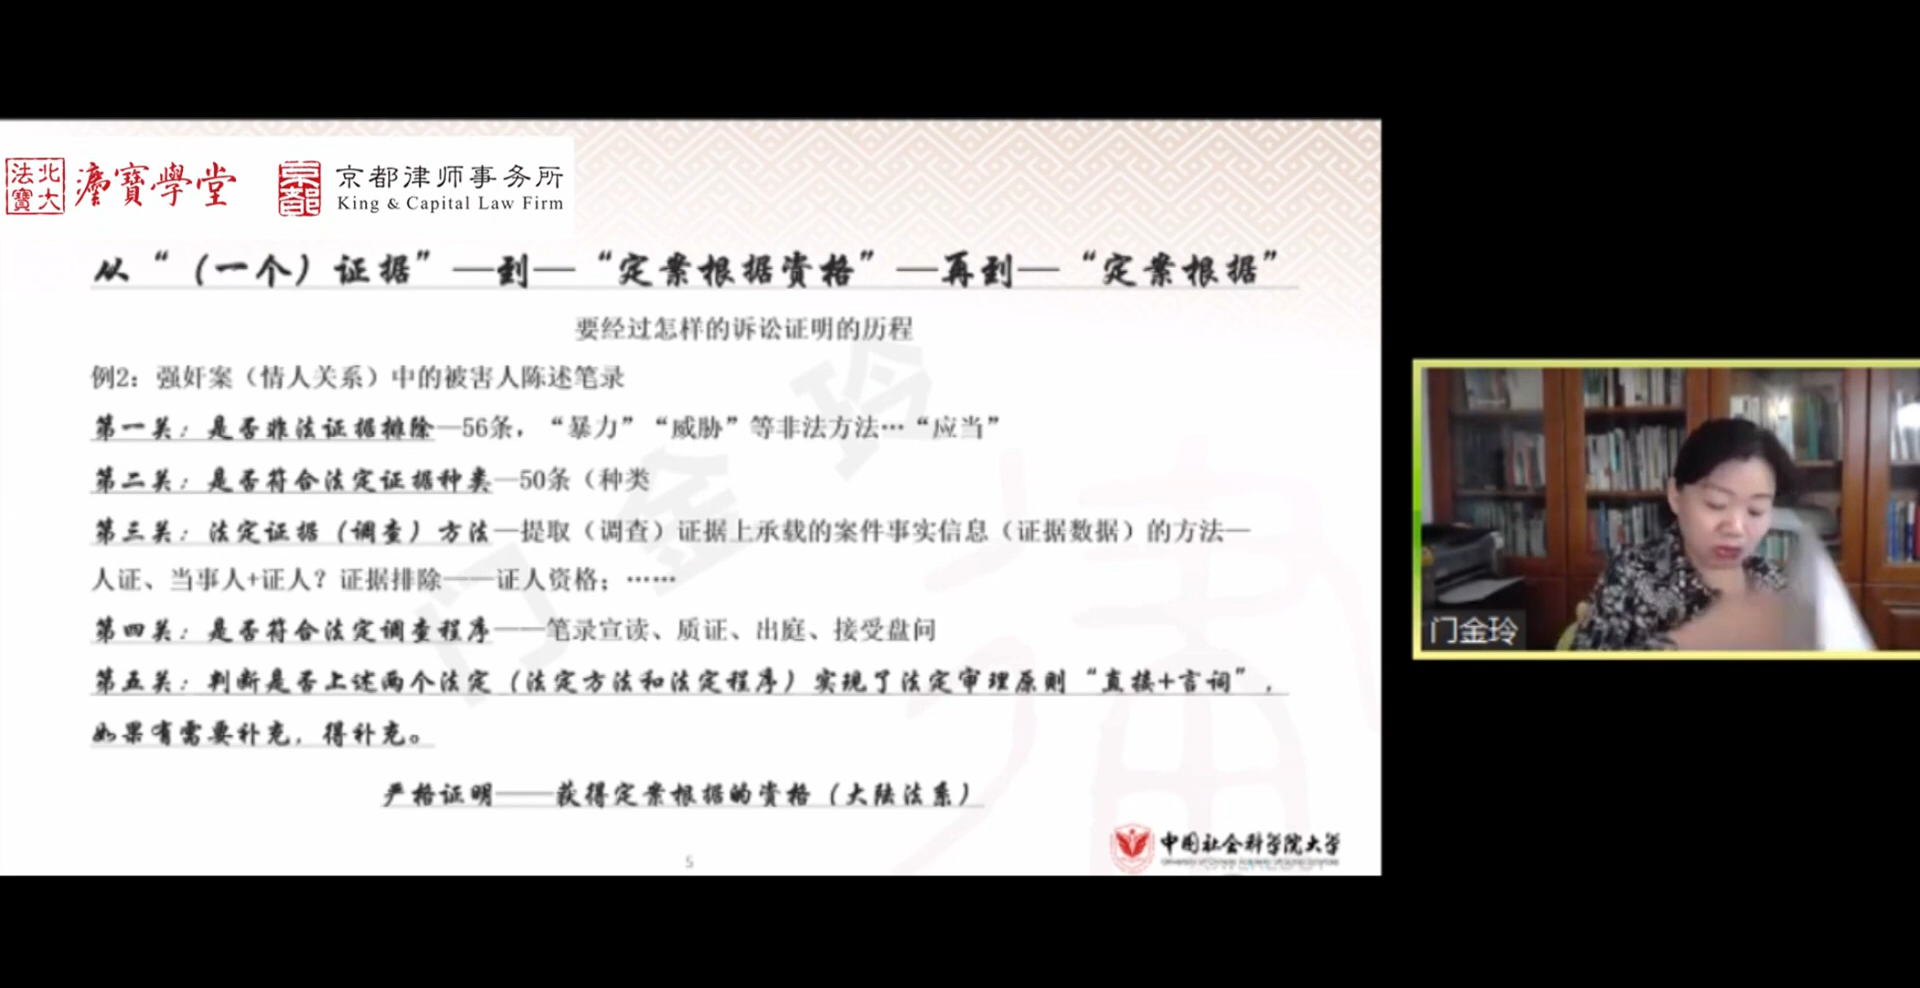 北大法寶
法寶學堂
京都
京都律师事务所
King & Capital Law Firm
从“（一个）证据”—到—“定案根据资格”—再到—“定案根据”
要经过怎样的诉讼证明的历程
例2：强奸案（情人关系）中的被害人陈述笔录
第一关：是否非法证据排除—56条，“暴力”“威胁”等非法方法…“应当”
第二关：是否符合法定证据种类—50条（种类
第三关：法定证据（调查）方法—提取（调查）证据上承载的案件事实信息（证据数据）的方法—
人证、当事人+证人？证据排除——证人资格；……
第四关：是否符合法定调查程序——笔录宣读、质证、出庭、接受盘问
第五关：判断是否上述两个法定（法定方法和法定程序）实现了法定审理原则“直接+言词”，
如果有需要补充，得补充。
严格证明——获得定案根据的资格（大陆法系）
门金玲
中国社会科学院大学
5
门金玲